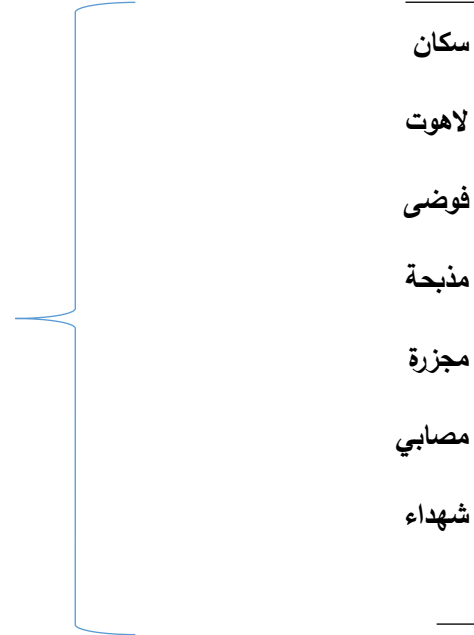 سكان
لاهوت
فوضى
مذبحة
مجزرة
مصابي
شهداء